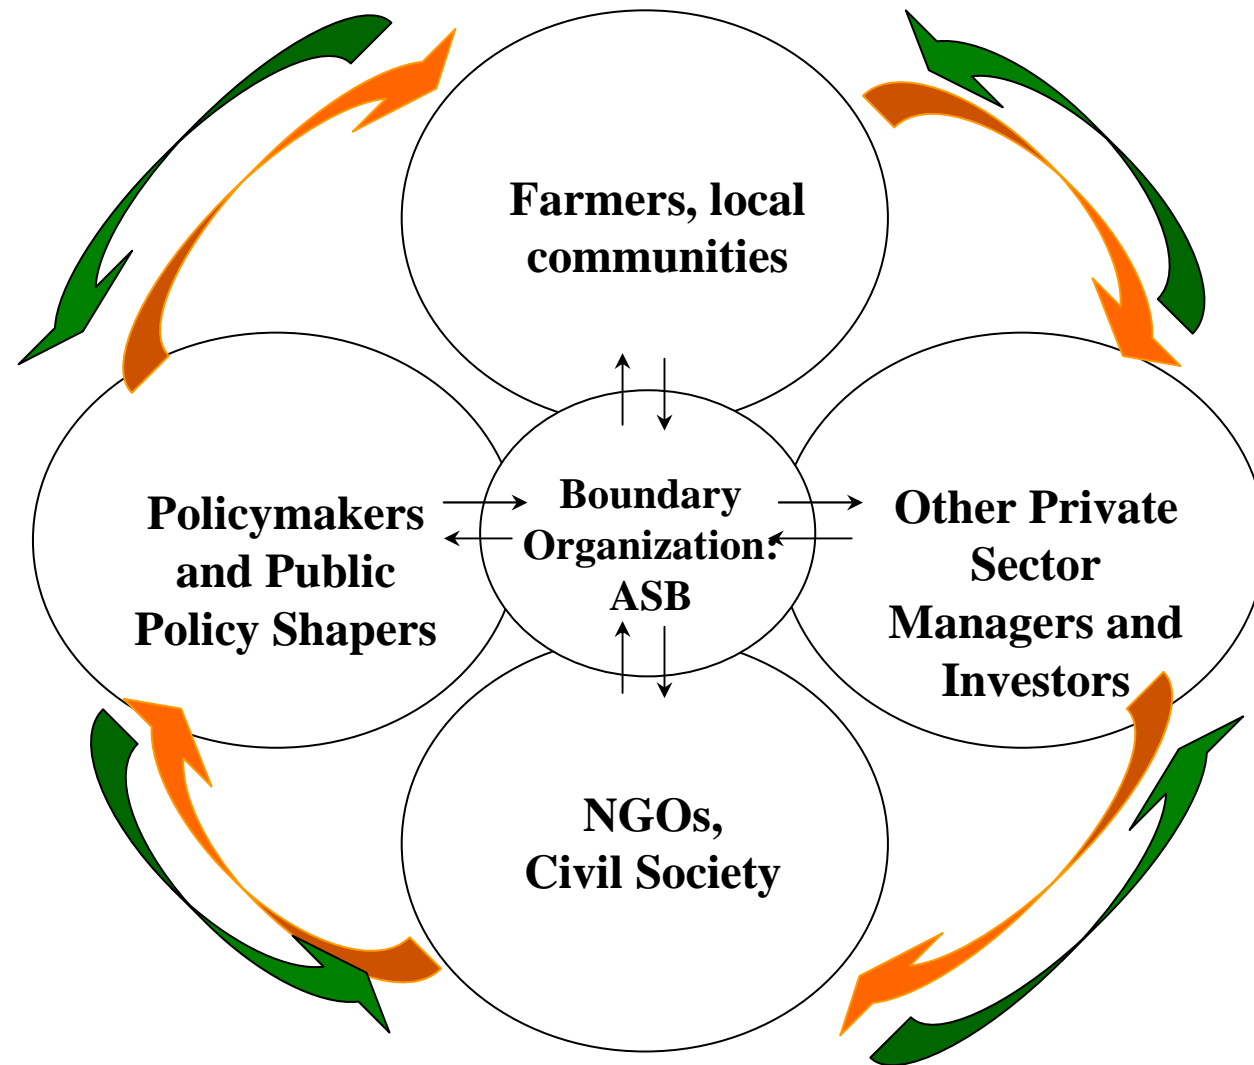 Farmers, local
communities
Policymakers
and Public
Policy Shapers
Boundary
Organization:
ASB
Other Private
Sector
Managers and
Investors
NGOs,
Civil Society